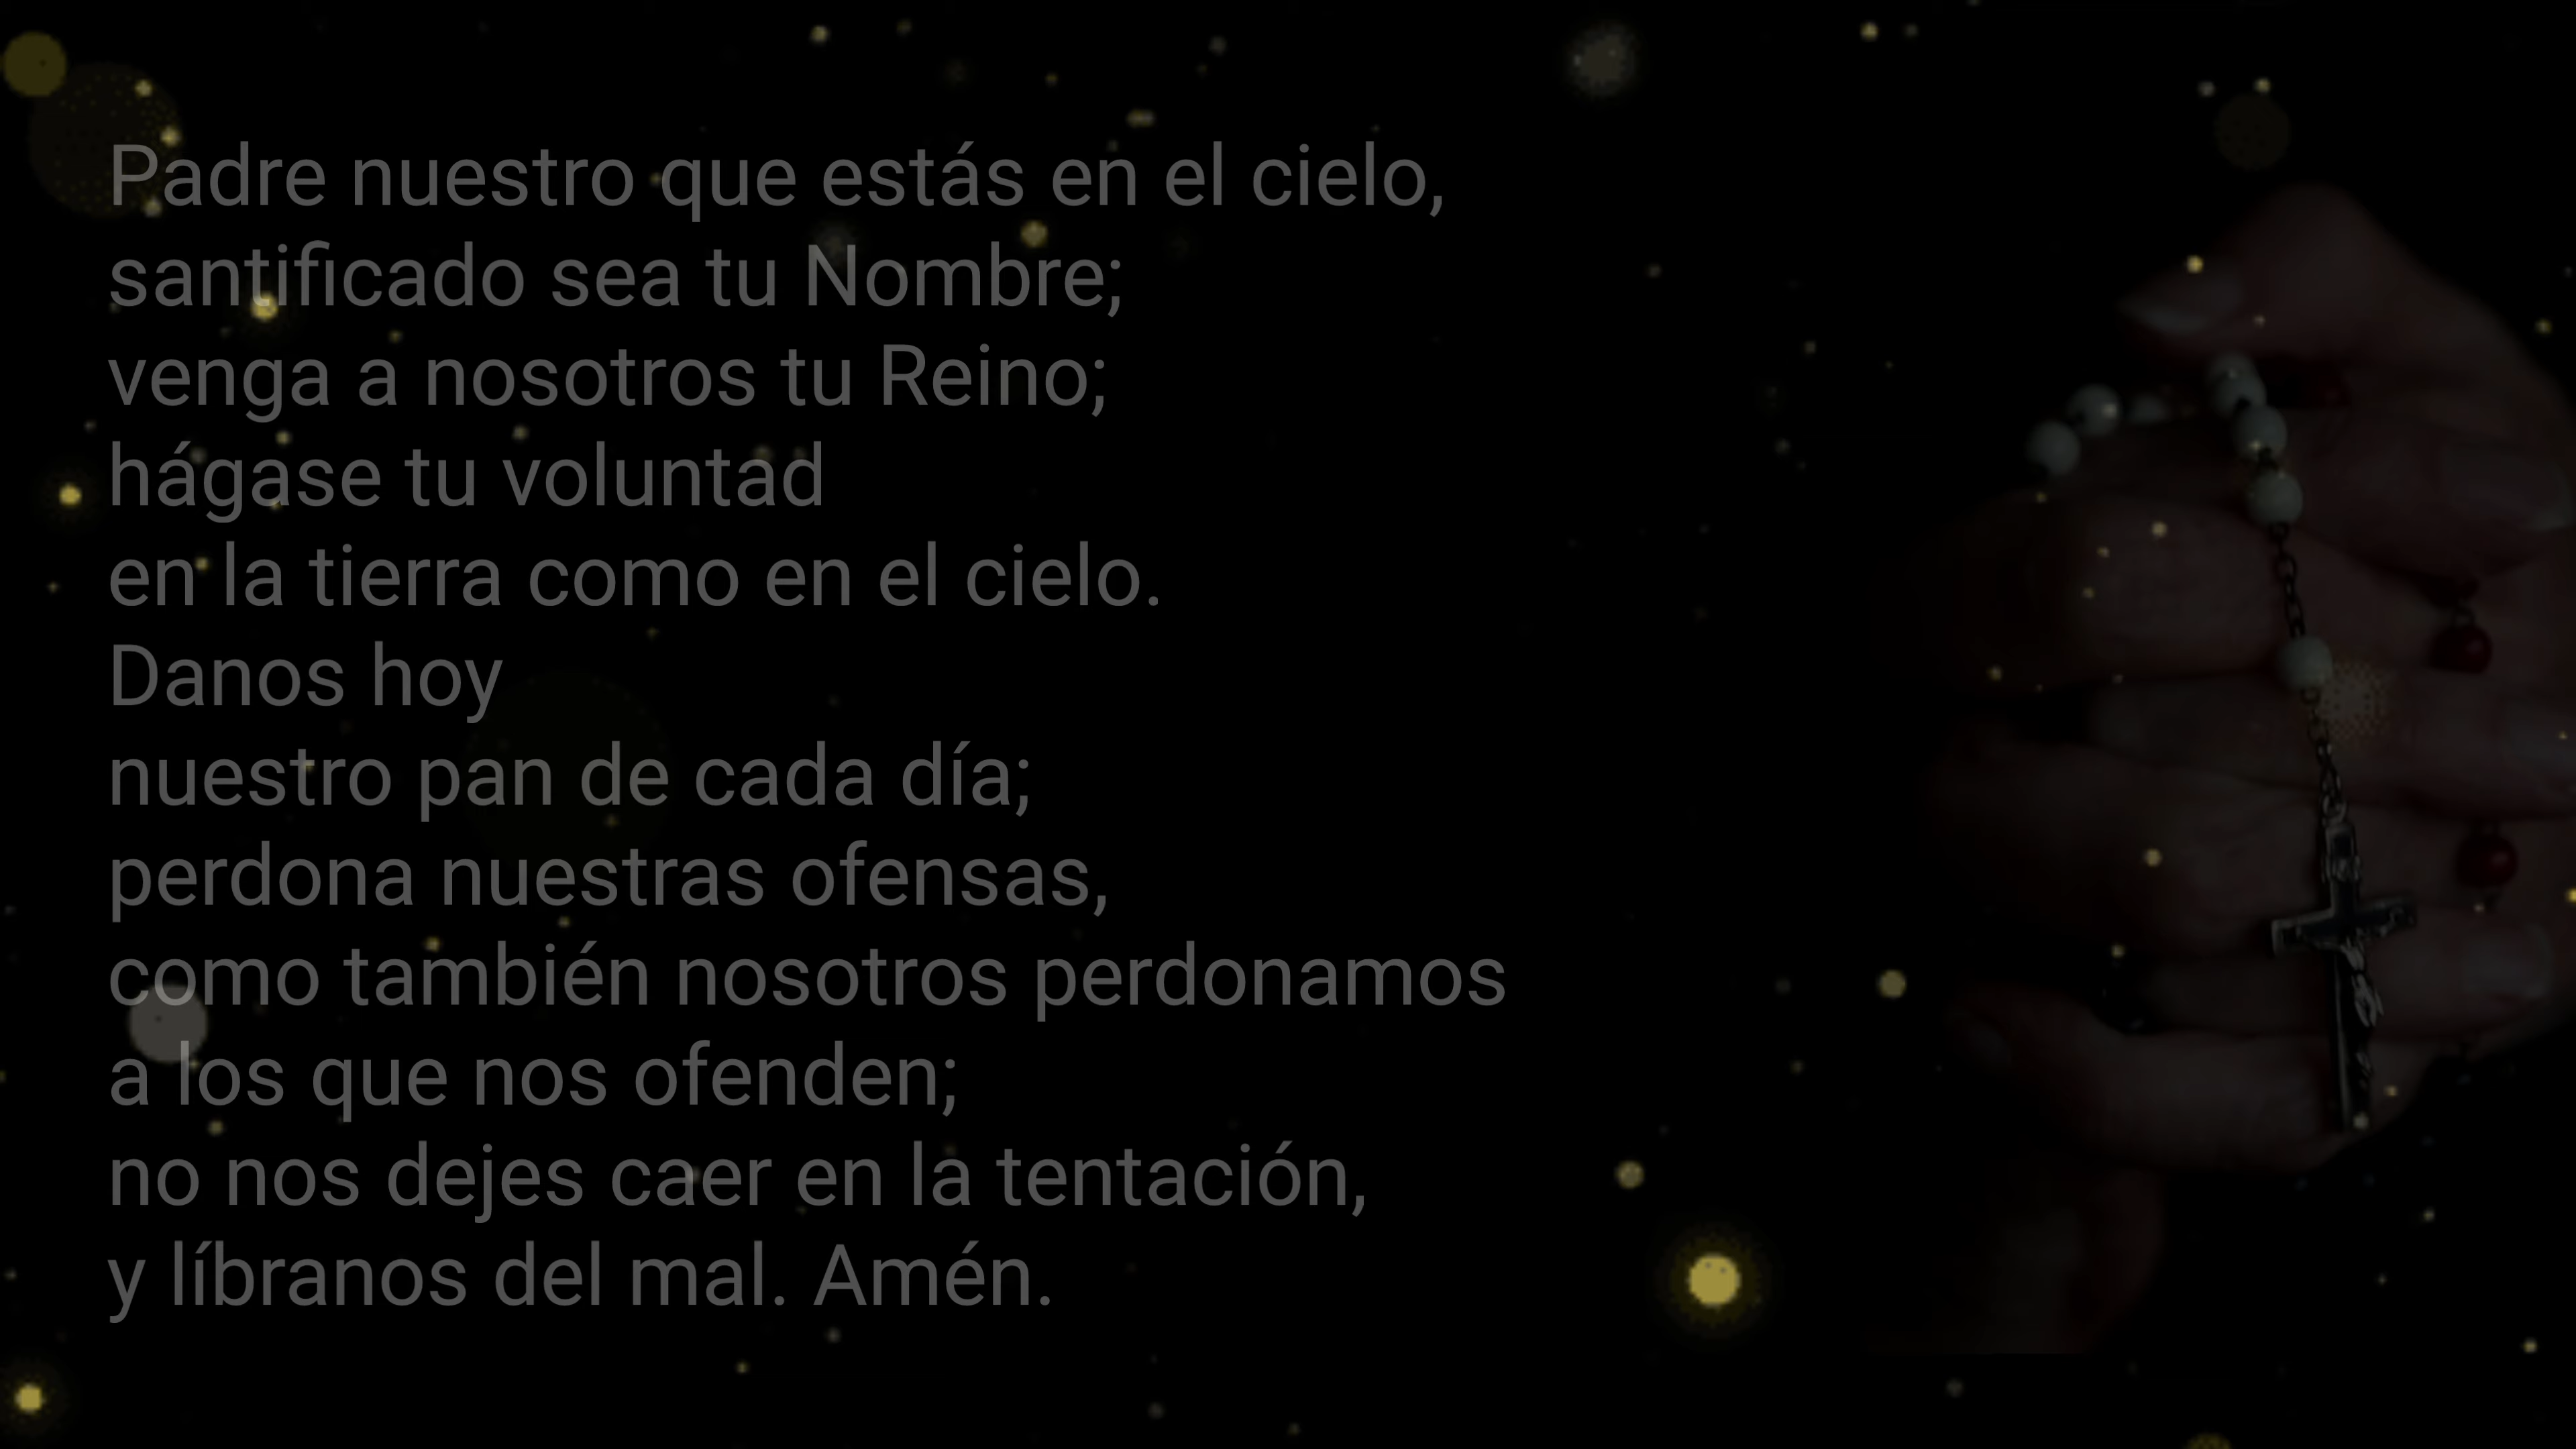 Padre nuestro que estás en el cielo,
santificado sea tu Nombre;
venga a nosotros tu Reino;
hágase tu voluntad
en la tierra como en el cielo.
Danos hoy
nuestro pan de cada día;
perdona nuestras ofensas,
como también nosotros perdonamos
a los que nos ofenden;
no nos dejes caer en la tentación,
y líbranos del mal. Amén.